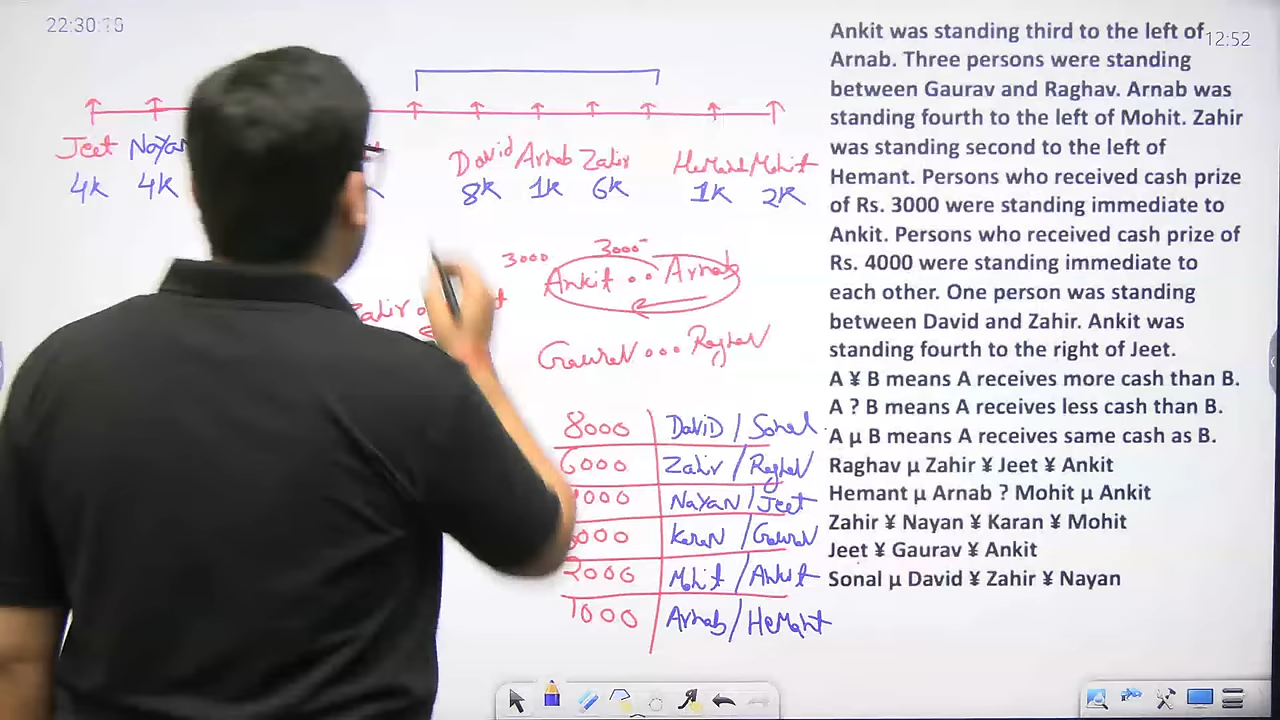 22:30:
12:52
Jeet Nayan David Arnab Zahir Hemant Mohit
4K 4K 8K 1K 6K 1K 2K
3000 3000
Ankit •• Arnab
Zahir
Gaurav ••• Raghav
8000 David / Sonal
6000 Zahir / Raghav
000 Nayan / Jeet
000 Karan / Gaurav
2000 Mohit / Ankit
1000 Arnab / Hemant
Ankit was standing third to the left of
Arnab. Three persons were standing
between Gaurav and Raghav. Arnab was
standing fourth to the left of Mohit. Zahir
was standing second to the left of
Hemant. Persons who received cash prize
of Rs. 3000 were standing immediate to
Ankit. Persons who received cash prize of
Rs. 4000 were standing immediate to
each other. One person was standing
between David and Zahir. Ankit was
standing fourth to the right of Jeet.
A ¥ B means A receives more cash than B.
A ? B means A receives less cash than B.
A µ B means A receives same cash as B.
Raghav µ Zahir ¥ Jeet ¥ Ankit
Hemant µ Arnab ? Mohit µ Ankit
Zahir ¥ Nayan ¥ Karan ¥ Mohit
Jeet ¥ Gaurav ¥ Ankit
Sonal µ David ¥ Zahir ¥ Nayan